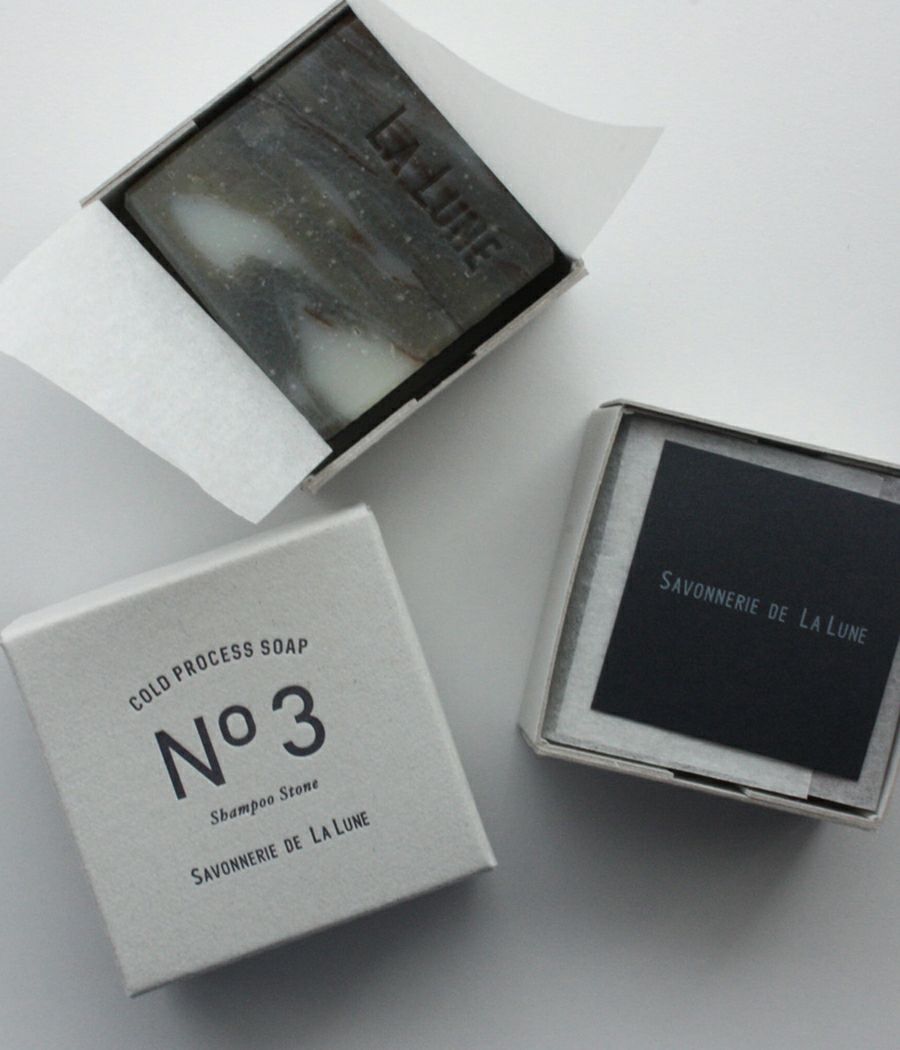 LA LUNE
SAVONNERIE DE LA LUNE
COLD PROCESS SOAP
Nº 3
Shampoo Stone
SAVONNERIE DE LA LUNE